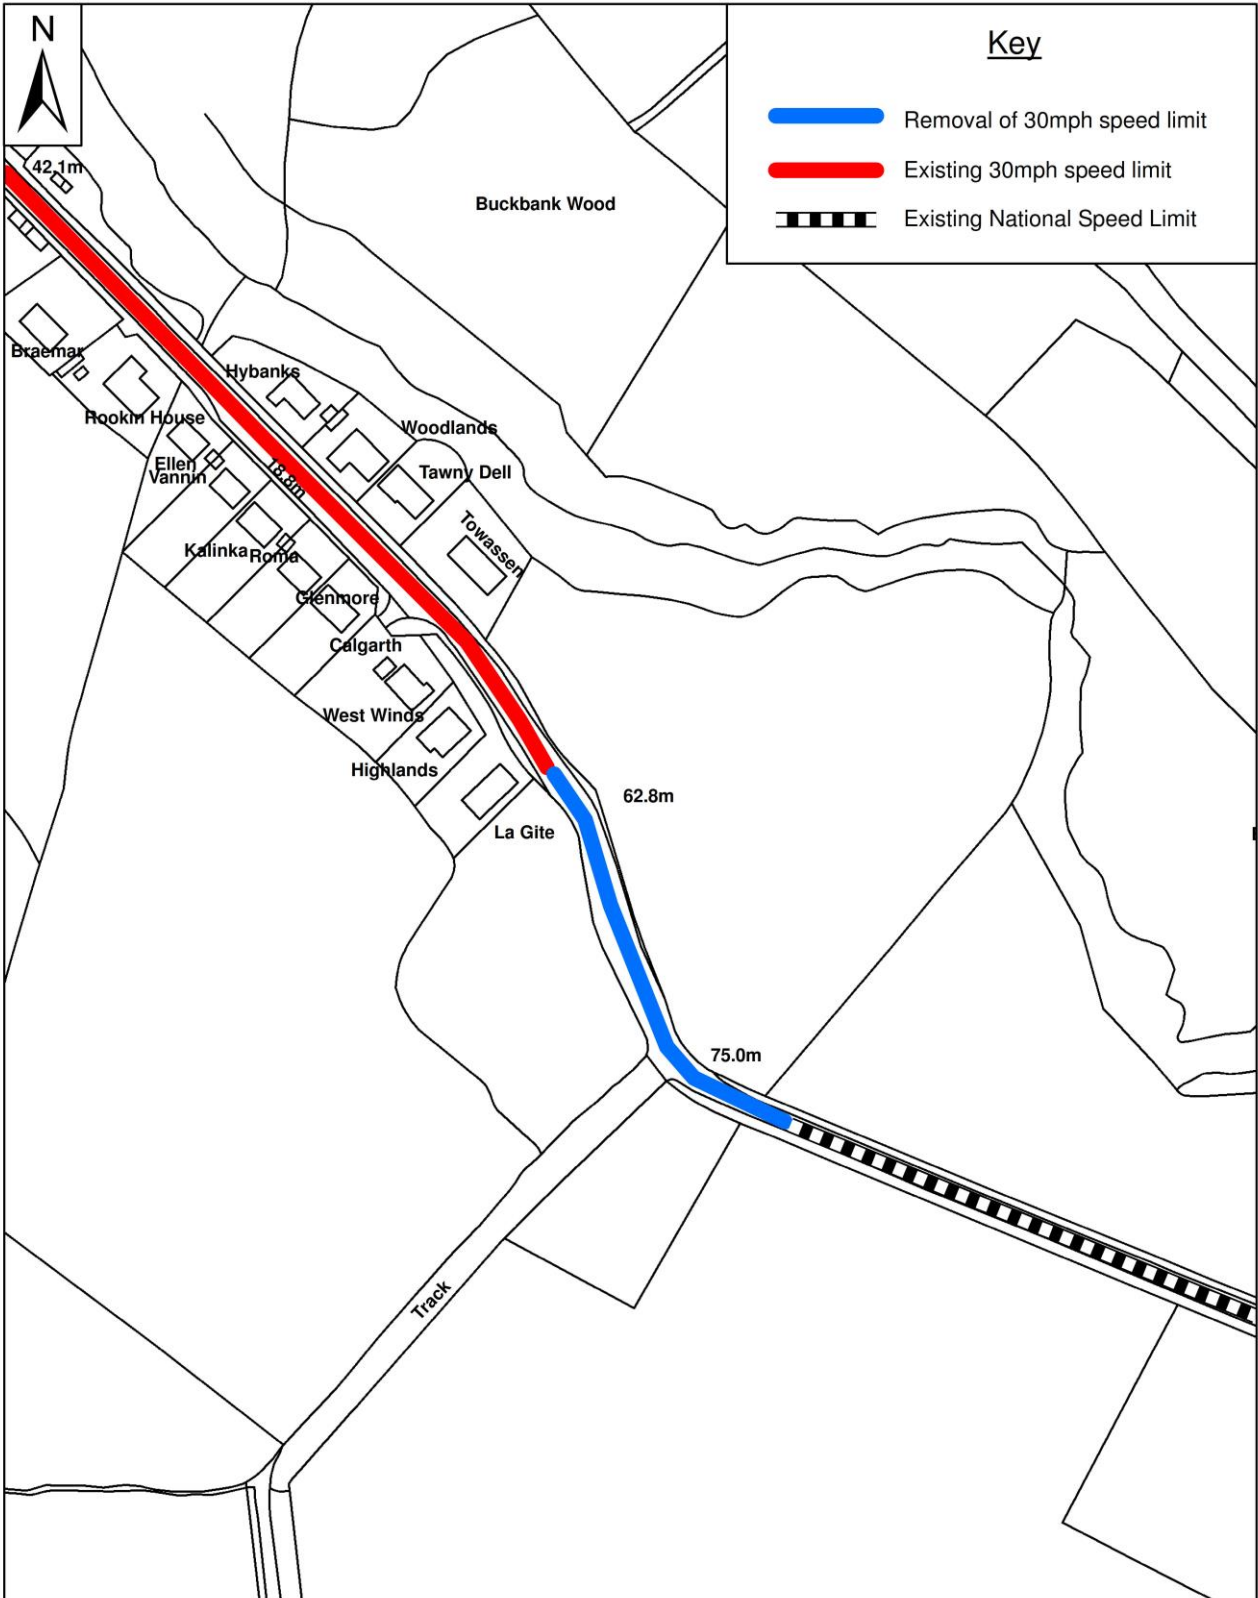 N
Key
Removal of 30mph speed limit
Existing 30mph speed limit
Existing National Speed Limit
42.1m
Buckbank Wood
Braemar
Hybanks
Rookin House
Woodlands
Ellen
Vannin
18.8m
Tawny Dell
Towassen
Kalinka
Roma
Glenmore
Calgarth
West Winds
Highlands
62.8m
La Gite
75.0m
Track